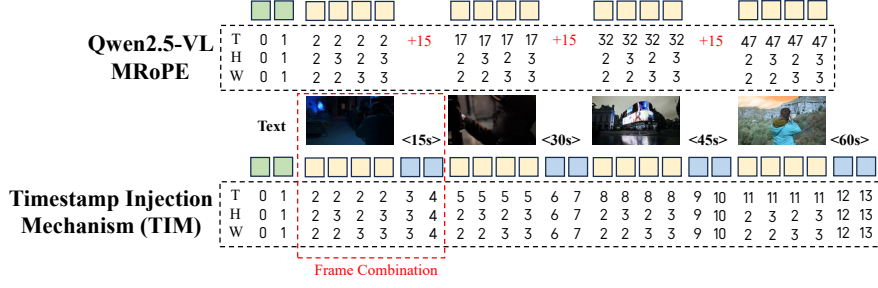 Qwen2.5-VL
MRoPE
T 0 1 2 2 2 2 +15 17 17 17 17 +15 32 32 32 32 +15 47 47 47 47
H 0 1 2 3 2 3 2 3 2 3 2 3 2 3 2 3 2 3
W 0 1 2 2 3 3 2 2 3 3 2 2 3 3 2 2 3 3
Text <15s> <30s> <45s> <60s>
Timestamp Injection
Mechanism (TIM)
T 0 1 2 2 2 2 3 4 5 5 5 5 6 7 8 8 8 8 9 10 11 11 11 11 12 13
H 0 1 2 3 2 3 3 4 2 3 2 3 6 7 2 3 2 3 9 10 2 3 2 3 12 13
W 0 1 2 2 3 3 3 4 2 2 3 3 6 7 2 2 3 3 9 10 2 2 3 3 12 13
Frame Combination